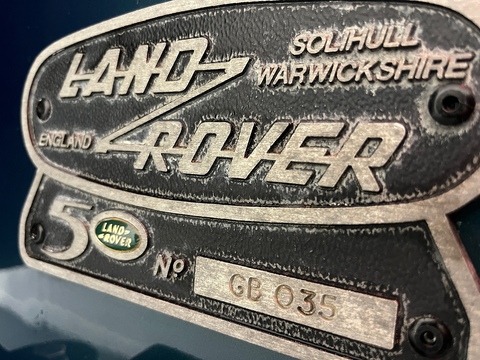 LAND
ROVER
SOLIHULL
WARWICKSHIRE
ENGLAND
50
LAND
ROVER
Nº
GB 035